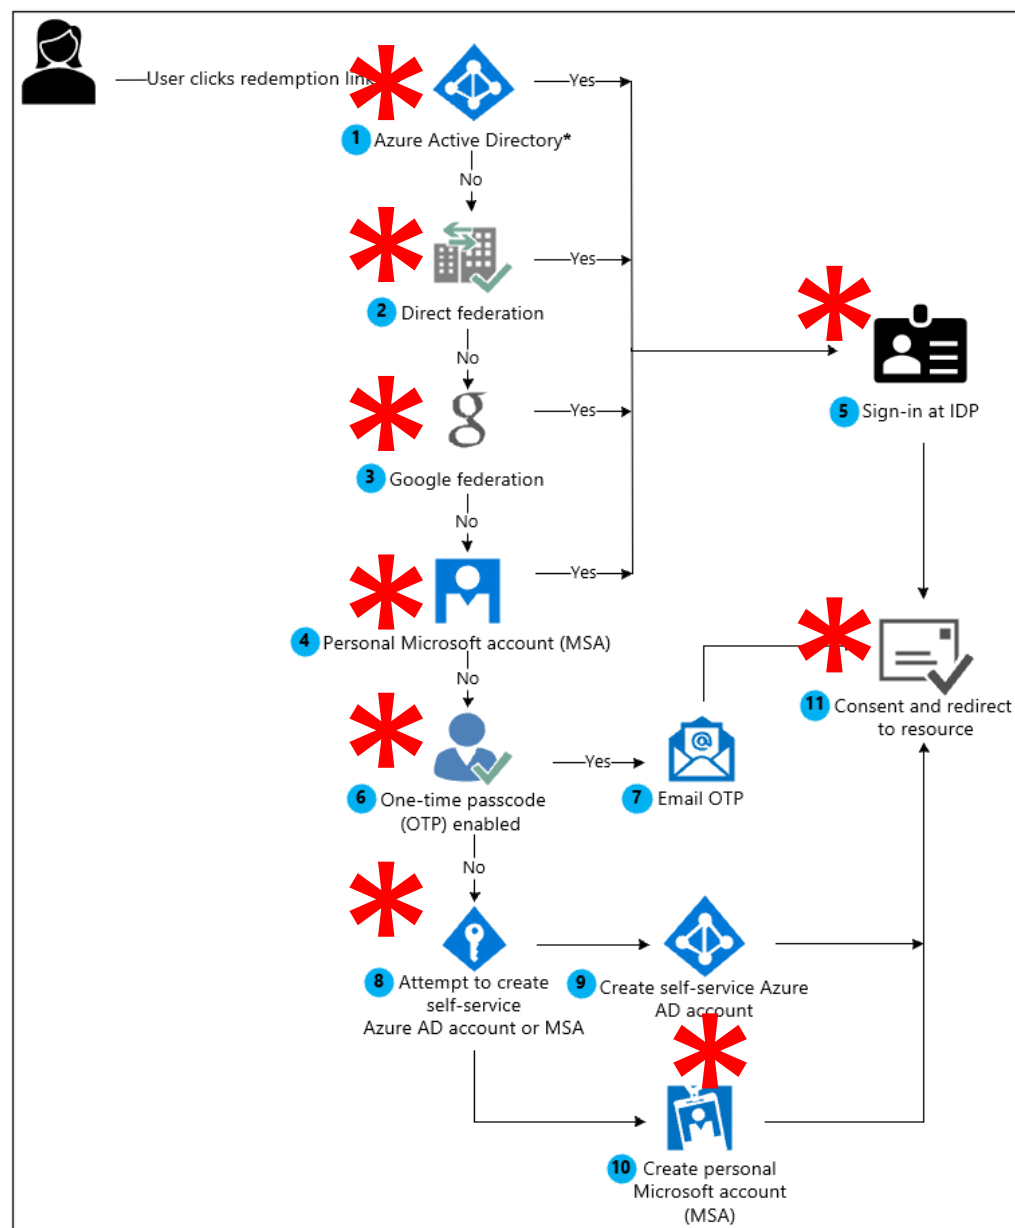 User clicks redemption link
Yes
1 Azure Active Directory*
No
Yes
2 Direct federation
No
g
Yes
3 Google federation
5 Sign-in at IDP
No
Yes
4 Personal Microsoft account (MSA)
No
11 Consent and redirect
to resource
Yes
@
6 One-time passcode
(OTP) enabled
7 Email OTP
No
8 Attempt to create
self-service
Azure AD account or MSA
9 Create self-service Azure
AD account
10 Create personal
Microsoft account
(MSA)